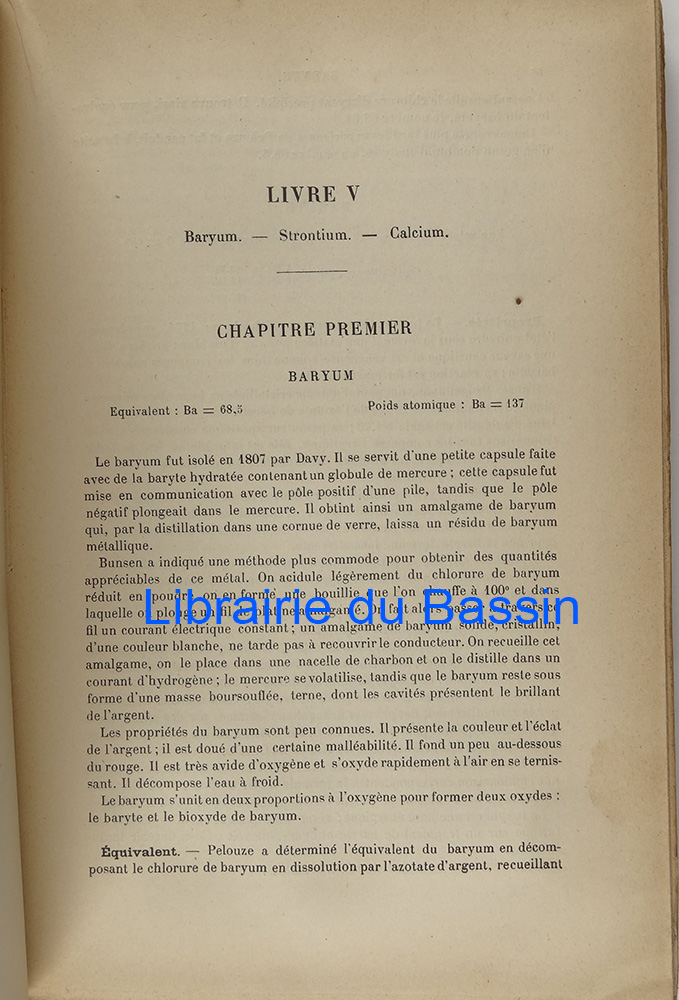 LIVRE V
Baryum. — Strontium. — Calcium.
CHAPITRE PREMIER
BARYUM
Equivalent : Ba = 68,5
Poids atomique : Ba = 137
Le baryum fut isolé en 1807 par Davy. Il se servit d'une petite capsule faite
avec de la baryte hydratée contenant un globule de mercure ; cette capsule fut
mise en communication avec le pôle positif d'une pile, tandis que le pôle
négatif plongeait dans le mercure. Il obtint ainsi un amalgame de baryum
qui, par la distillation dans une cornue de verre, laissa un résidu de baryum
métallique.
Bunsen a indiqué une méthode plus commode pour obtenir des quantités
appréciables de ce métal. On acidule légèrement du chlorure de baryum
réduit en poudre, on en forme une bouillie que l'on chauffe à 100° et dans
laquelle on plonge un fil de platine amalgamé. On fait alors passer à travers ce
Librairie du Bassin
fil un courant électrique constant ; un amalgame de baryum solide, cristallin,
d'une couleur blanche, ne tarde pas à recouvrir le conducteur. On recueille cet
amalgame, on le place dans une nacelle de charbon et on le distille dans un
courant d'hydrogène ; le mercure se volatilise, tandis que le baryum reste sous
forme d'une masse boursouflée, terne, dont les cavités présentent le brillant
de l'argent.
Les propriétés du baryum sont peu connues. Il présente la couleur et l'éclat
de l'argent ; il est doué d'une certaine malléabilité. Il fond un peu au-dessous
du rouge. Il est très avide d'oxygène et s'oxyde rapidement à l'air en se ternis-
sant. Il décompose l'eau à froid.
Le baryum s'unit en deux proportions à l'oxygène pour former deux oxydes :
le baryte et le bioxyde de baryum.
Équivalent. — Pelouze a déterminé l'équivalent du baryum en décom-
posant le chlorure de baryum en dissolution par l'azotate d'argent, recueillant